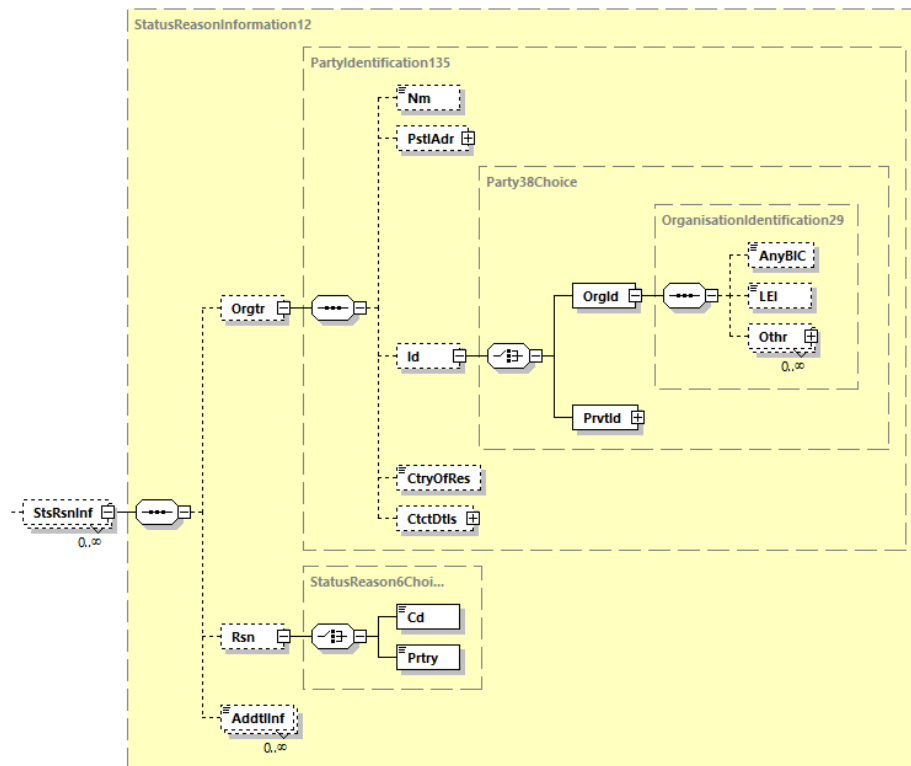 StatusReasonInformation12
PartyIdentification135
Nm
PstlAdr
Party38Choice
OrganisationIdentification29
AnyBIC
OrgId
LEI
Orgtr
Othr
0..∞
Id
PrvtId
CtryOfRes
StsRsnInf
CtctDtls
0..∞
StatusReason6Choi...
Cd
Rsn
Prtry
AddtlInf
0..∞